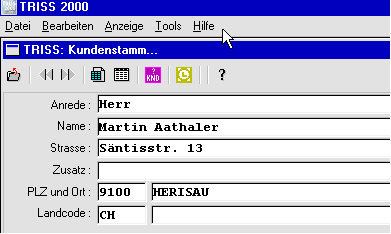 TRISS 2000
Datei Bearbeiten Anzeige Tools Hilfe
TRISS: Kundenstamm...
? KND ?
Anrede : Herr
Name : Martin Aathaler
Strasse : Säntisstr. 13
Zusatz :
PLZ und Ort : 9100 HERISAU
Landcode : CH